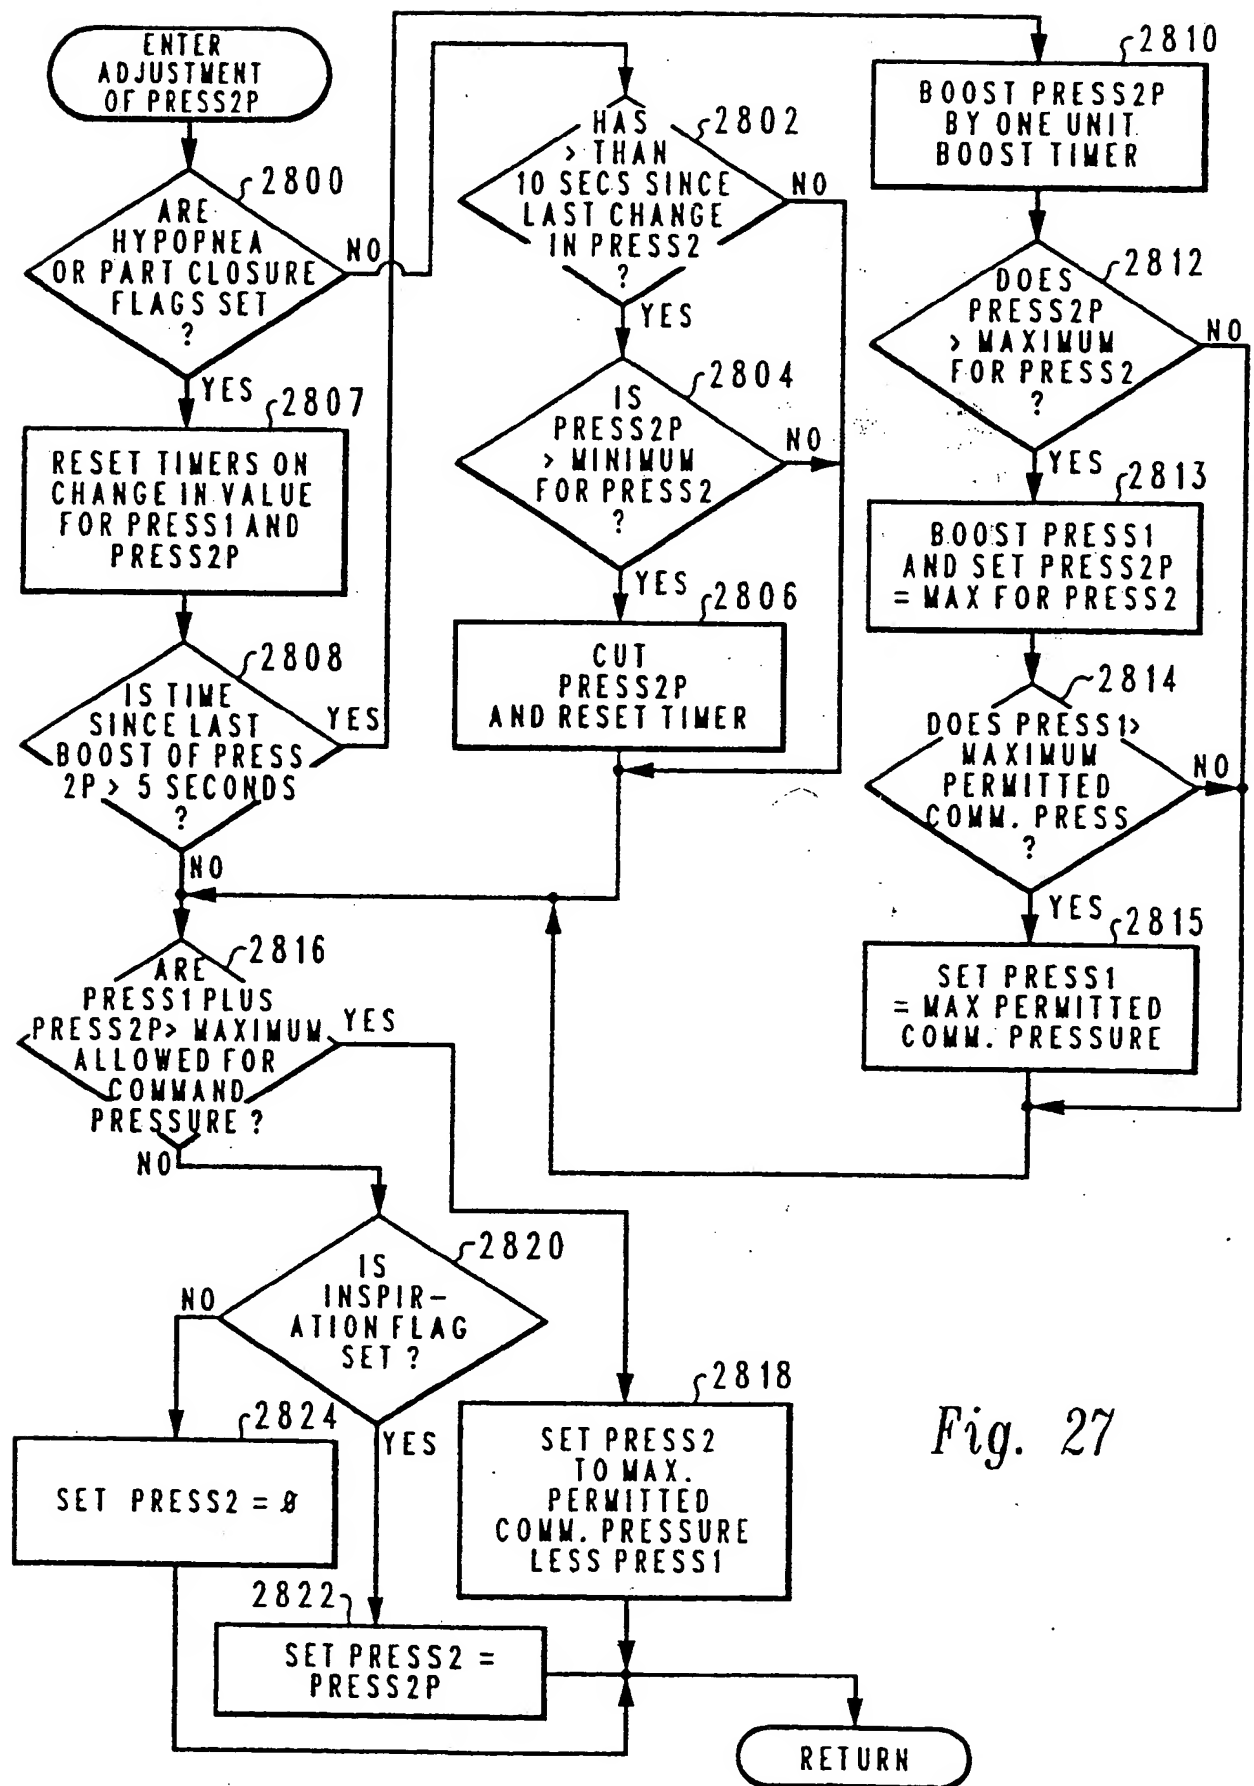 ENTER
ADJUSTMENT
OF PRESS2P
2800
ARE
HYPOPNEA
OR PART CLOSURE
FLAGS SET
?
NO
YES
2807
RESET TIMERS ON
CHANGE IN VALUE
FOR PRESS1 AND
PRESS2P
2808
IS TIME
SINCE LAST
BOOST OF PRESS
2P > 5 SECONDS
?
YES
NO
2802
HAS
> THAN
10 SECS SINCE
LAST CHANGE
IN PRESS2
?
NO
YES
2804
IS
PRESS2P
> MINIMUM
FOR PRESS2
?
NO
YES
2806
CUT
PRESS2P
AND RESET TIMER
2810
BOOST PRESS2P
BY ONE UNIT
BOOST TIMER
2812
DOES
PRESS2P
> MAXIMUM
FOR PRESS2
?
NO
YES
2813
BOOST PRESS1
AND SET PRESS2P
= MAX FOR PRESS2
2814
DOES PRESS1>
MAXIMUM
PERMITTED
COMM. PRESS
?
NO
YES
2815
SET PRESS1
= MAX PERMITTED
COMM. PRESSURE
2816
ARE
PRESS1 PLUS
PRESS2P> MAXIMUM
ALLOWED FOR
COMMAND
PRESSURE ?
YES
NO
2820
IS
INSPIR-
ATION FLAG
SET ?
NO
YES
2824
SET PRESS2 = 0
2822
SET PRESS2 =
PRESS2P
2818
SET PRESS2
TO MAX.
PERMITTED
COMM. PRESSURE
LESS PRESS1
RETURN
Fig. 27